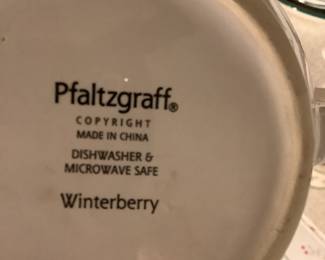 Pfaltzgraff®
COPYRIGHT
MADE IN CHINA
DISHWASHER &
MICROWAVE SAFE
Winterberry